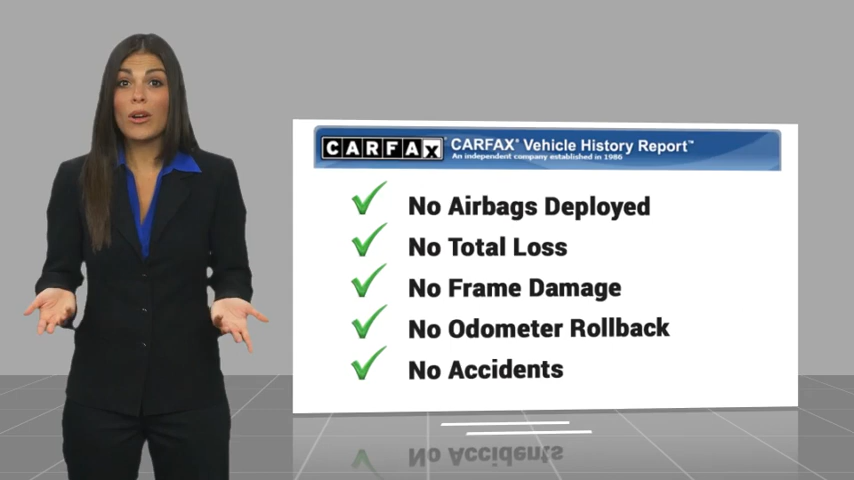 CARFAX
CARFAX® Vehicle History Report™
An independent company established in 1986
No Airbags Deployed
No Total Loss
No Frame Damage
No Odometer Rollback
No Accidents
No Accidents